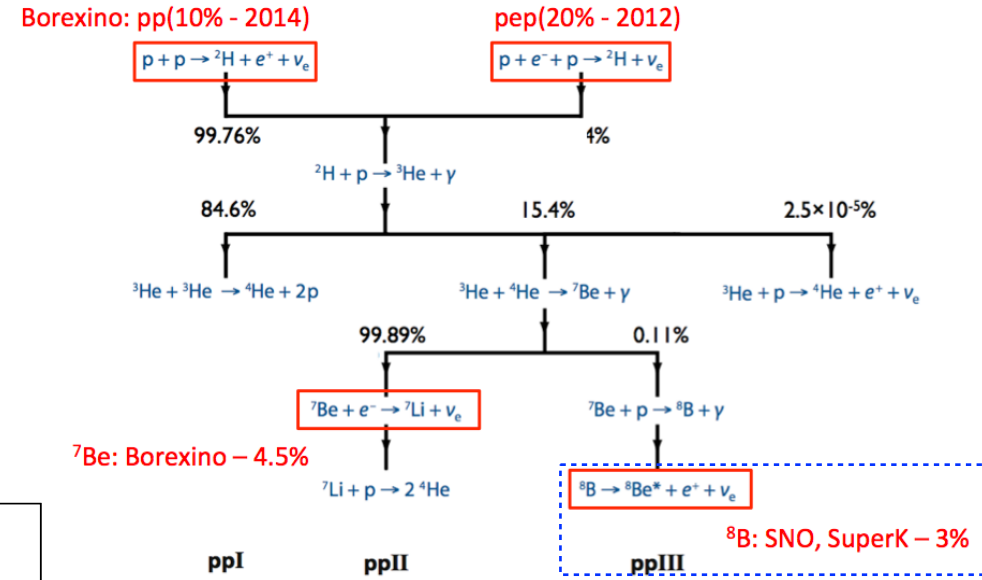 Borexino: pp(10% - 2014) pep(20% - 2012)
p + p → ²H + e⁺ + νₑ p + e⁻ + p → ²H + νₑ
99.76% 4%
²H + p → ³He + γ
84.6% 15.4% 2.5×10⁻⁵%
³He + ³He → ⁴He + 2p ³He + ⁴He → ⁷Be + γ ³He + p → ⁴He + e⁺ + νₑ
99.89% 0.11%
⁷Be + e⁻ → ⁷Li + νₑ ⁷Be + p → ⁸B + γ
⁷Be: Borexino – 4.5%
⁷Li + p → 2 ⁴He ⁸B → ⁸Be* + e⁺ + νₑ
⁸B: SNO, SuperK – 3%
ppI ppII ppIII